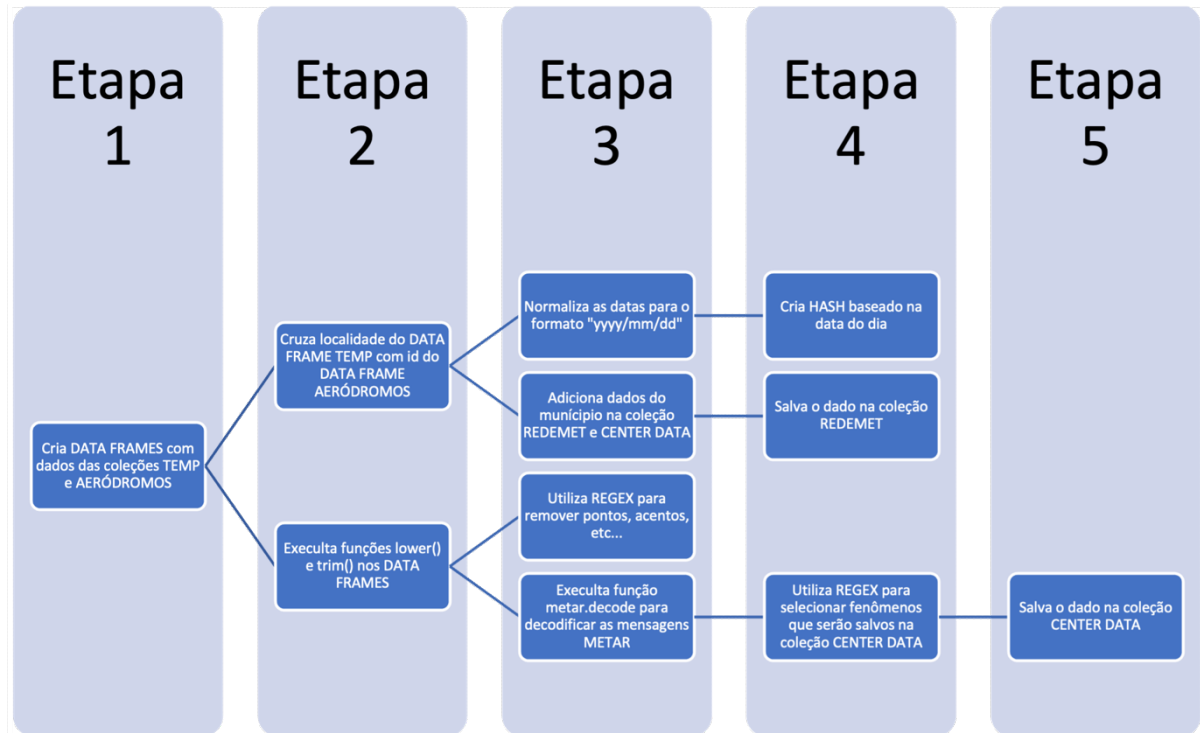 Etapa
1
Etapa
2
Etapa
3
Etapa
4
Etapa
5
Cria DATA FRAMES com
dados das coleções TEMP
e AERÓDROMOS
Cruza localidade do DATA
FRAME TEMP com id do
DATA FRAME
AERÓDROMOS
Execulta funções lower()
e trim() nos DATA
FRAMES
Normaliza as datas para o
formato "yyyy/mm/dd"
Adiciona dados do
munícipio na coleção
REDEMET e CENTER DATA
Utiliza REGEX para
remover pontos, acentos,
etc...
Execulta função
metar.decode para
decodificar as mensagens
METAR
Cria HASH baseado na
data do dia
Salva o dado na coleção
REDEMET
Utiliza REGEX para
selecionar fenômenos
que serão salvos na
coleção CENTER DATA
Salva o dado na coleção
CENTER DATA